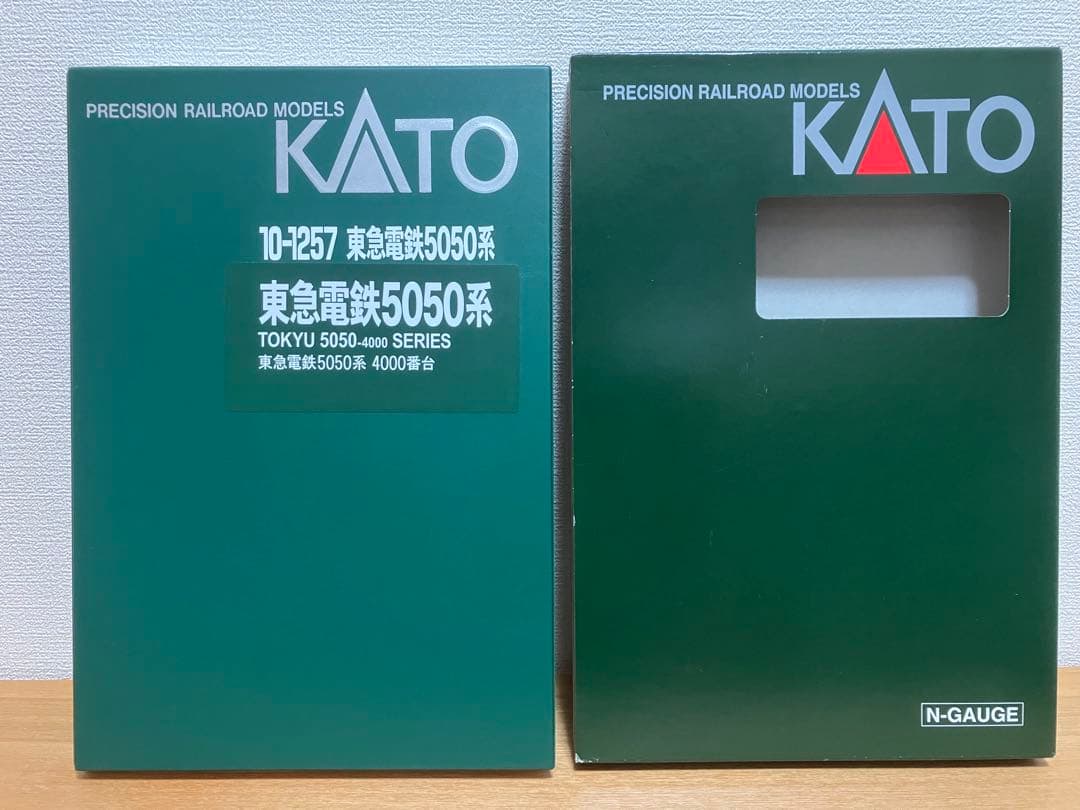 PRECISION RAILROAD MODELS
KATO
10-1257 東急電鉄5050系
東急電鉄5050系
TOKYU 5050-4000 SERIES
東急電鉄5050系 4000番台
PRECISION RAILROAD MODELS
KATO
N-GAUGE